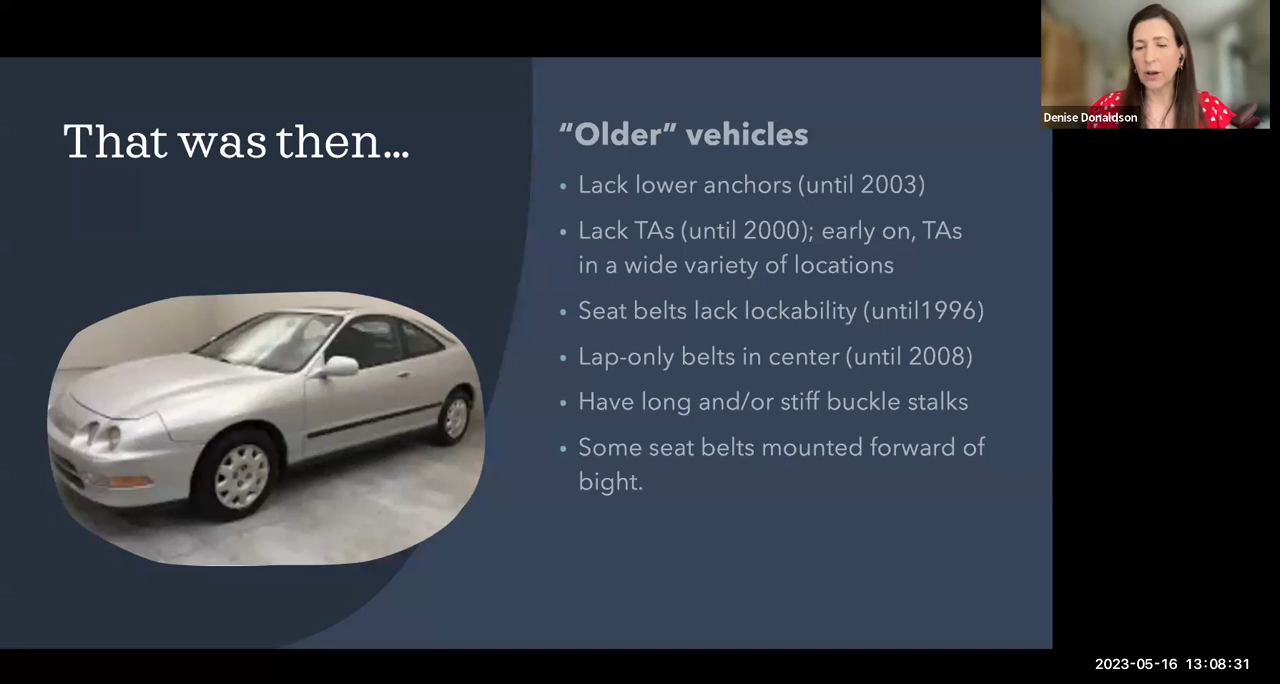 That was then…
“Older” vehicles
• Lack lower anchors (until 2003)
• Lack TAs (until 2000); early on, TAs
in a wide variety of locations
• Seat belts lack lockability (until1996)
• Lap-only belts in center (until 2008)
• Have long and/or stiff buckle stalks
• Some seat belts mounted forward of
bight.
Denise Donaldson
2023-05-16 13:08:31